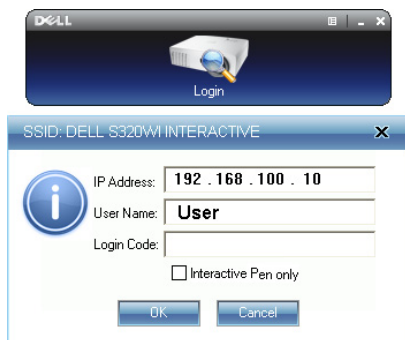 DELL
Login
SSID: DELL S320WI INTERACTIVE
IP Address: 192 . 168 . 100 . 10
User Name: User
Login Code:
Interactive Pen only
OK Cancel